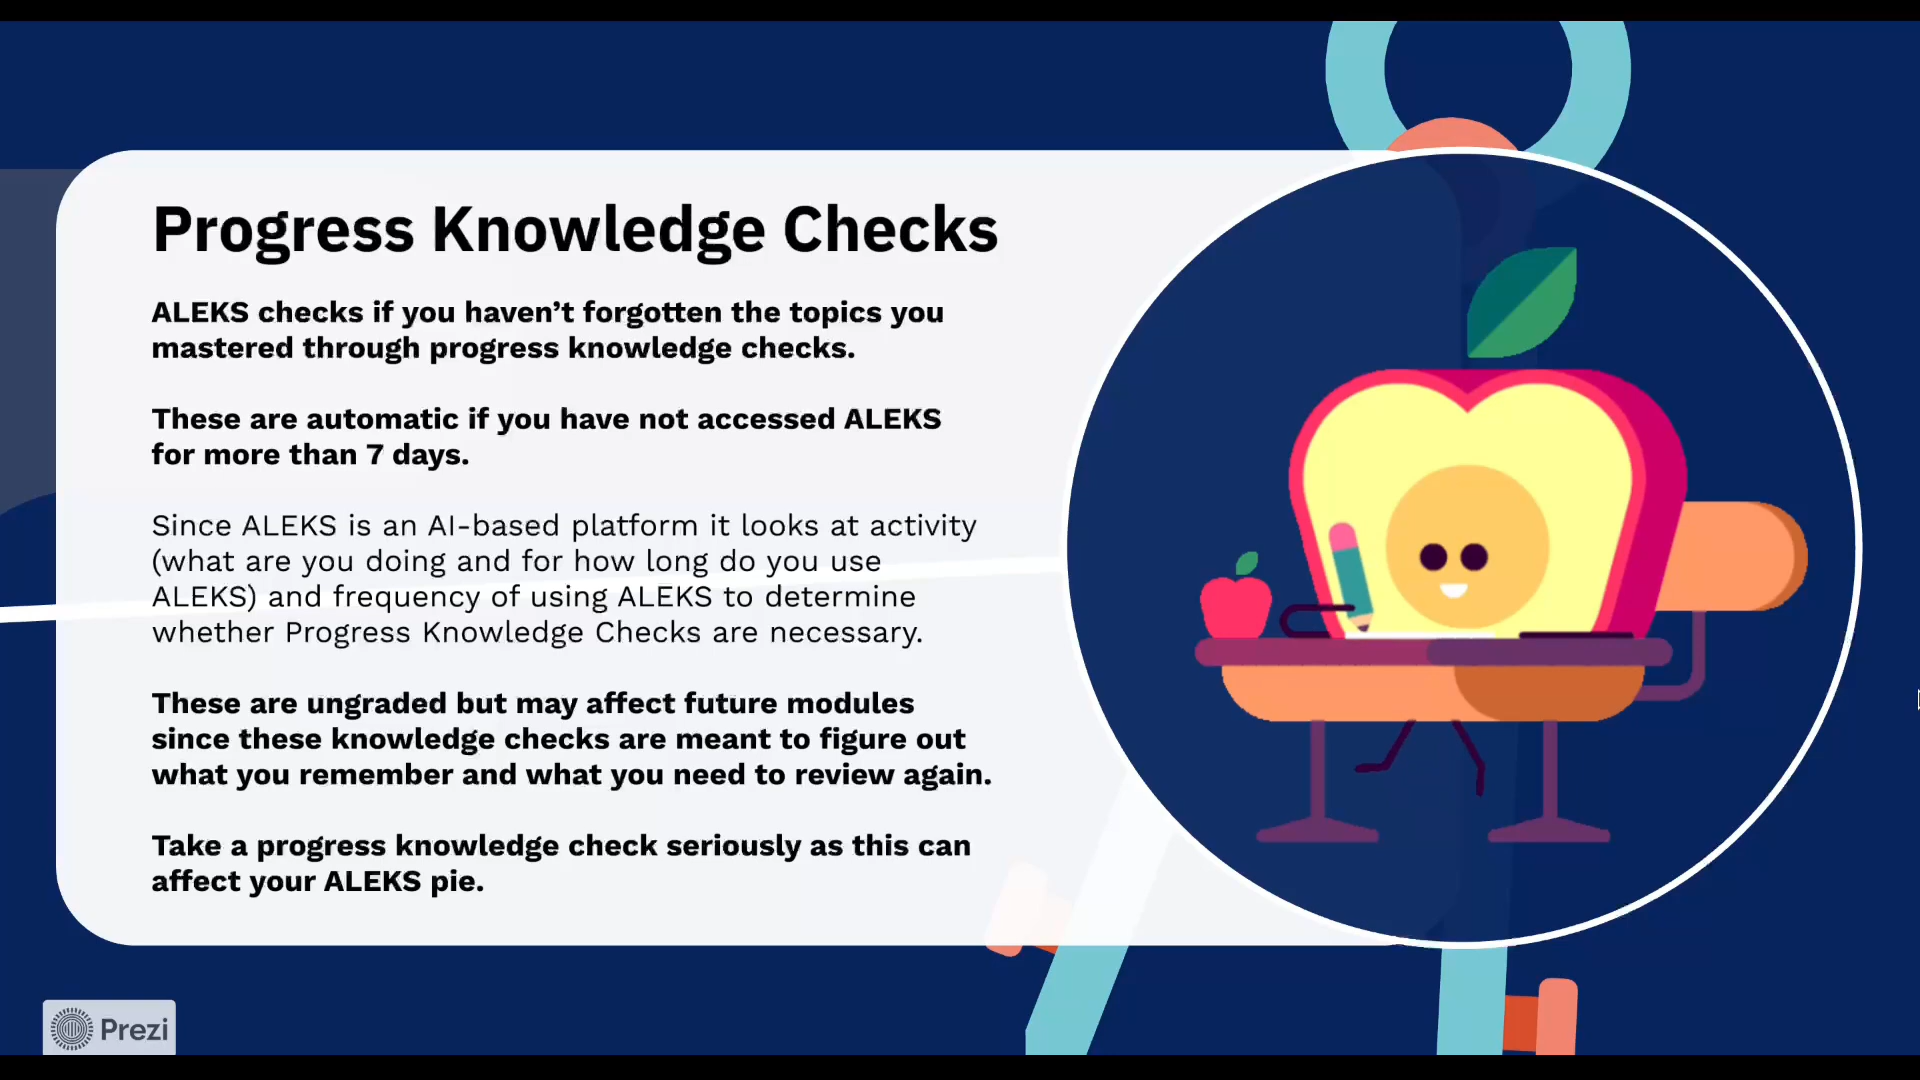 Progress Knowledge Checks
ALEKS checks if you haven’t forgotten the topics you
mastered through progress knowledge checks.
These are automatic if you have not accessed ALEKS
for more than 7 days.
Since ALEKS is an AI-based platform it looks at activity
(what are you doing and for how long do you use
ALEKS) and frequency of using ALEKS to determine
whether Progress Knowledge Checks are necessary.
These are ungraded but may affect future modules
since these knowledge checks are meant to figure out
what you remember and what you need to review again.
Take a progress knowledge check seriously as this can
affect your ALEKS pie.
Prezi